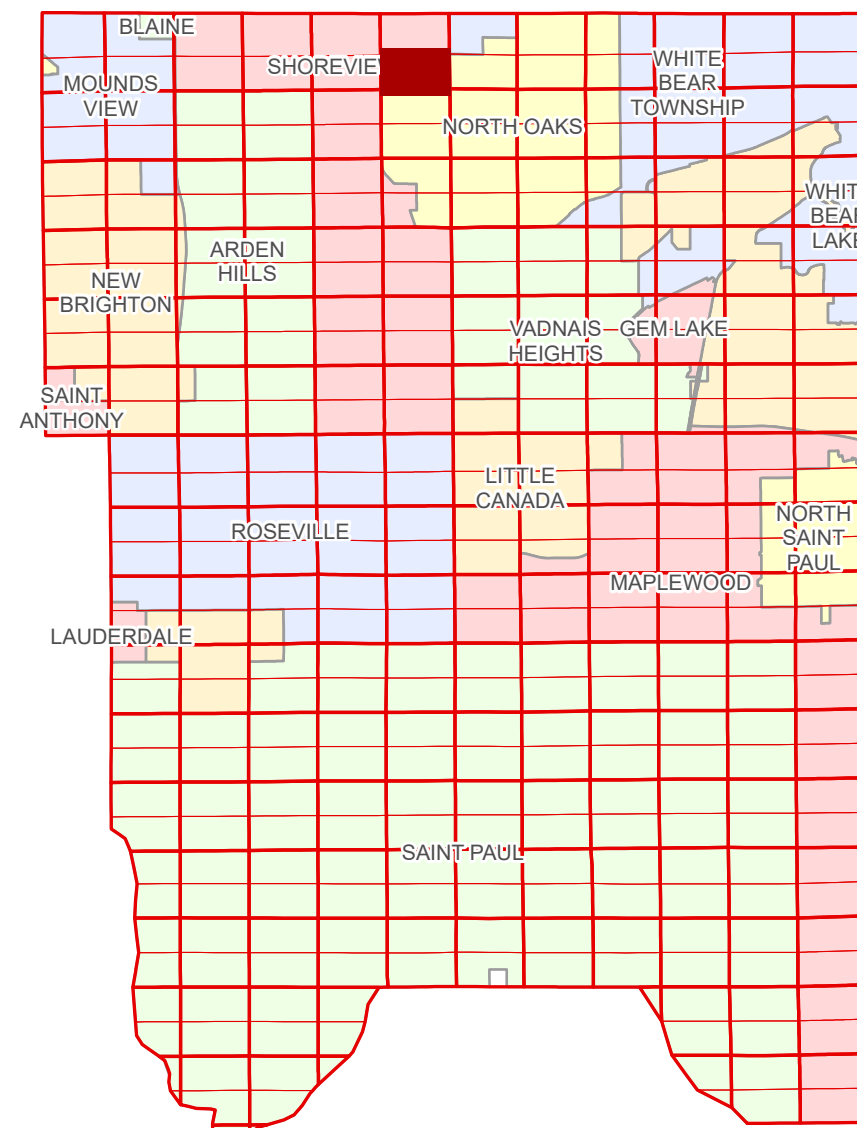 BLAINE
SHOREVIE
WHITE
BEAR
TOWNSHIP
MOUNDS
VIEW
NORTH OAKS
WHIT
BEAR
LAKE
ARDEN
HILLS
NEW
BRIGHTON
VADNAIS
HEIGHTS
GEM LAKE
SAINT
ANTHONY
LITTLE
CANADA
NORTH
SAINT
PAUL
ROSEVILLE
MAPLEWOOD
LAUDERDALE
SAINT PAUL